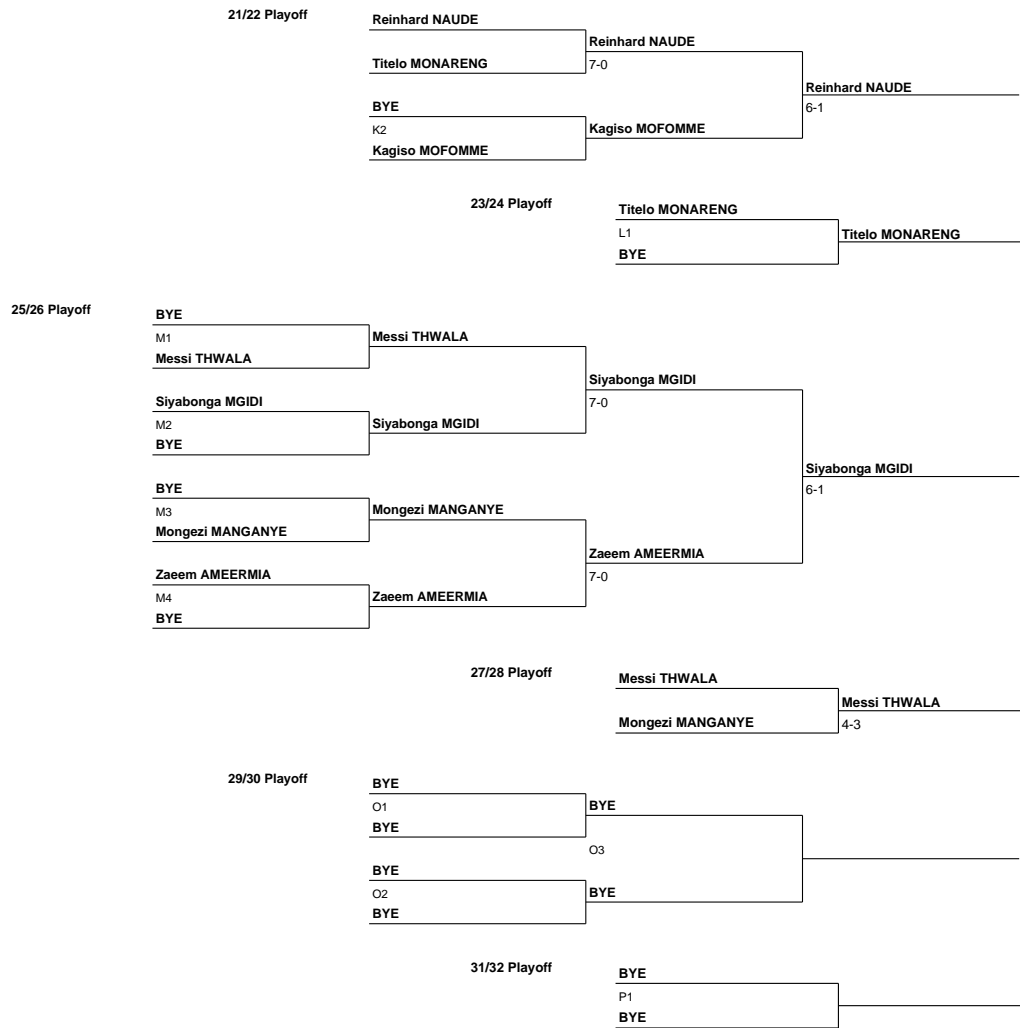 21/22 Playoff
Reinhard NAUDE
Reinhard NAUDE
Titelo MONARENG
7-0
Reinhard NAUDE
BYE
6-1
K2
Kagiso MOFOMME
Kagiso MOFOMME
23/24 Playoff
Titelo MONARENG
L1
Titelo MONARENG
BYE
25/26 Playoff
BYE
M1
Messi THWALA
Messi THWALA
Siyabonga MGIDI
Siyabonga MGIDI
7-0
M2
Siyabonga MGIDI
BYE
Siyabonga MGIDI
BYE
6-1
M3
Mongezi MANGANYE
Mongezi MANGANYE
Zaeem AMEERMIA
Zaeem AMEERMIA
7-0
M4
Zaeem AMEERMIA
BYE
27/28 Playoff
Messi THWALA
Messi THWALA
Mongezi MANGANYE
4-3
29/30 Playoff
BYE
O1
BYE
BYE
O3
BYE
O2
BYE
BYE
31/32 Playoff
BYE
P1
BYE